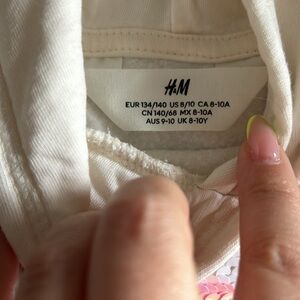 H&M
EUR 134/140 US 8/10 CA 8-10A
CN 140/68 MX 8-10A
AUS 9-10 UK 8-10Y